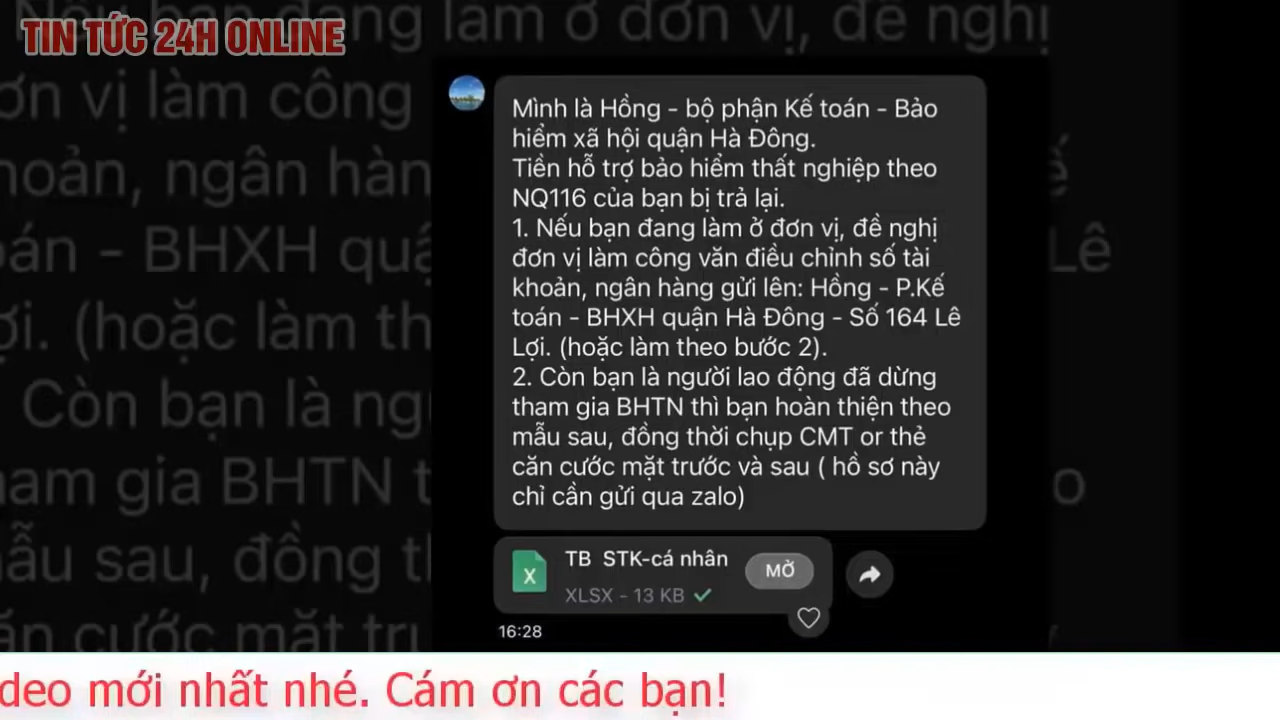 TIN TỨC 24H ONLINE
Mình là Hồng - bộ phận Kế toán - Bảo
hiểm xã hội quận Hà Đông.
Tiền hỗ trợ bảo hiểm thất nghiệp theo
NQ116 của bạn bị trả lại.
1. Nếu bạn đang làm ở đơn vị, đề nghị
đơn vị làm công văn điều chỉnh số tài
khoản, ngân hàng gửi lên: Hồng - P.Kế
toán - BHXH quận Hà Đông - Số 164 Lê
Lợi. (hoặc làm theo bước 2).
2. Còn bạn là người lao động đã dừng
tham gia BHTN thì bạn hoàn thiện theo
mẫu sau, đồng thời chụp CMT or thẻ
căn cước mặt trước và sau ( hồ sơ này
chỉ cần gửi qua zalo)
TB STK-cá nhân
MỞ
XLSX - 13 KB
16:28
deo mới nhất nhé. Cám ơn các bạn!